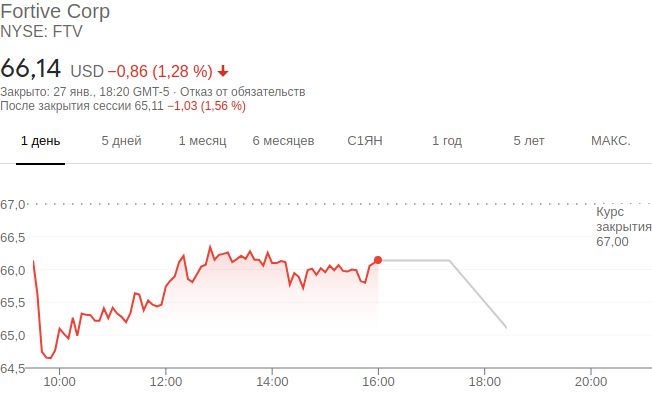 Fortive Corp
NYSE: FTV
66,14 USD −0,86 (1,28 %)
Закрыто: 27 янв., 18:20 GMT-5 · Отказ от обязательств
После закрытия сессии 65,11 −1,03 (1,56 %)
1 день 5 дней 1 месяц 6 месяцев С1ЯН 1 год 5 лет МАКС.
67,0
Курс
закрытия
67,00
66,5
66,0
65,5
65,0
64,5
10:00 12:00 14:00 16:00 18:00 20:00